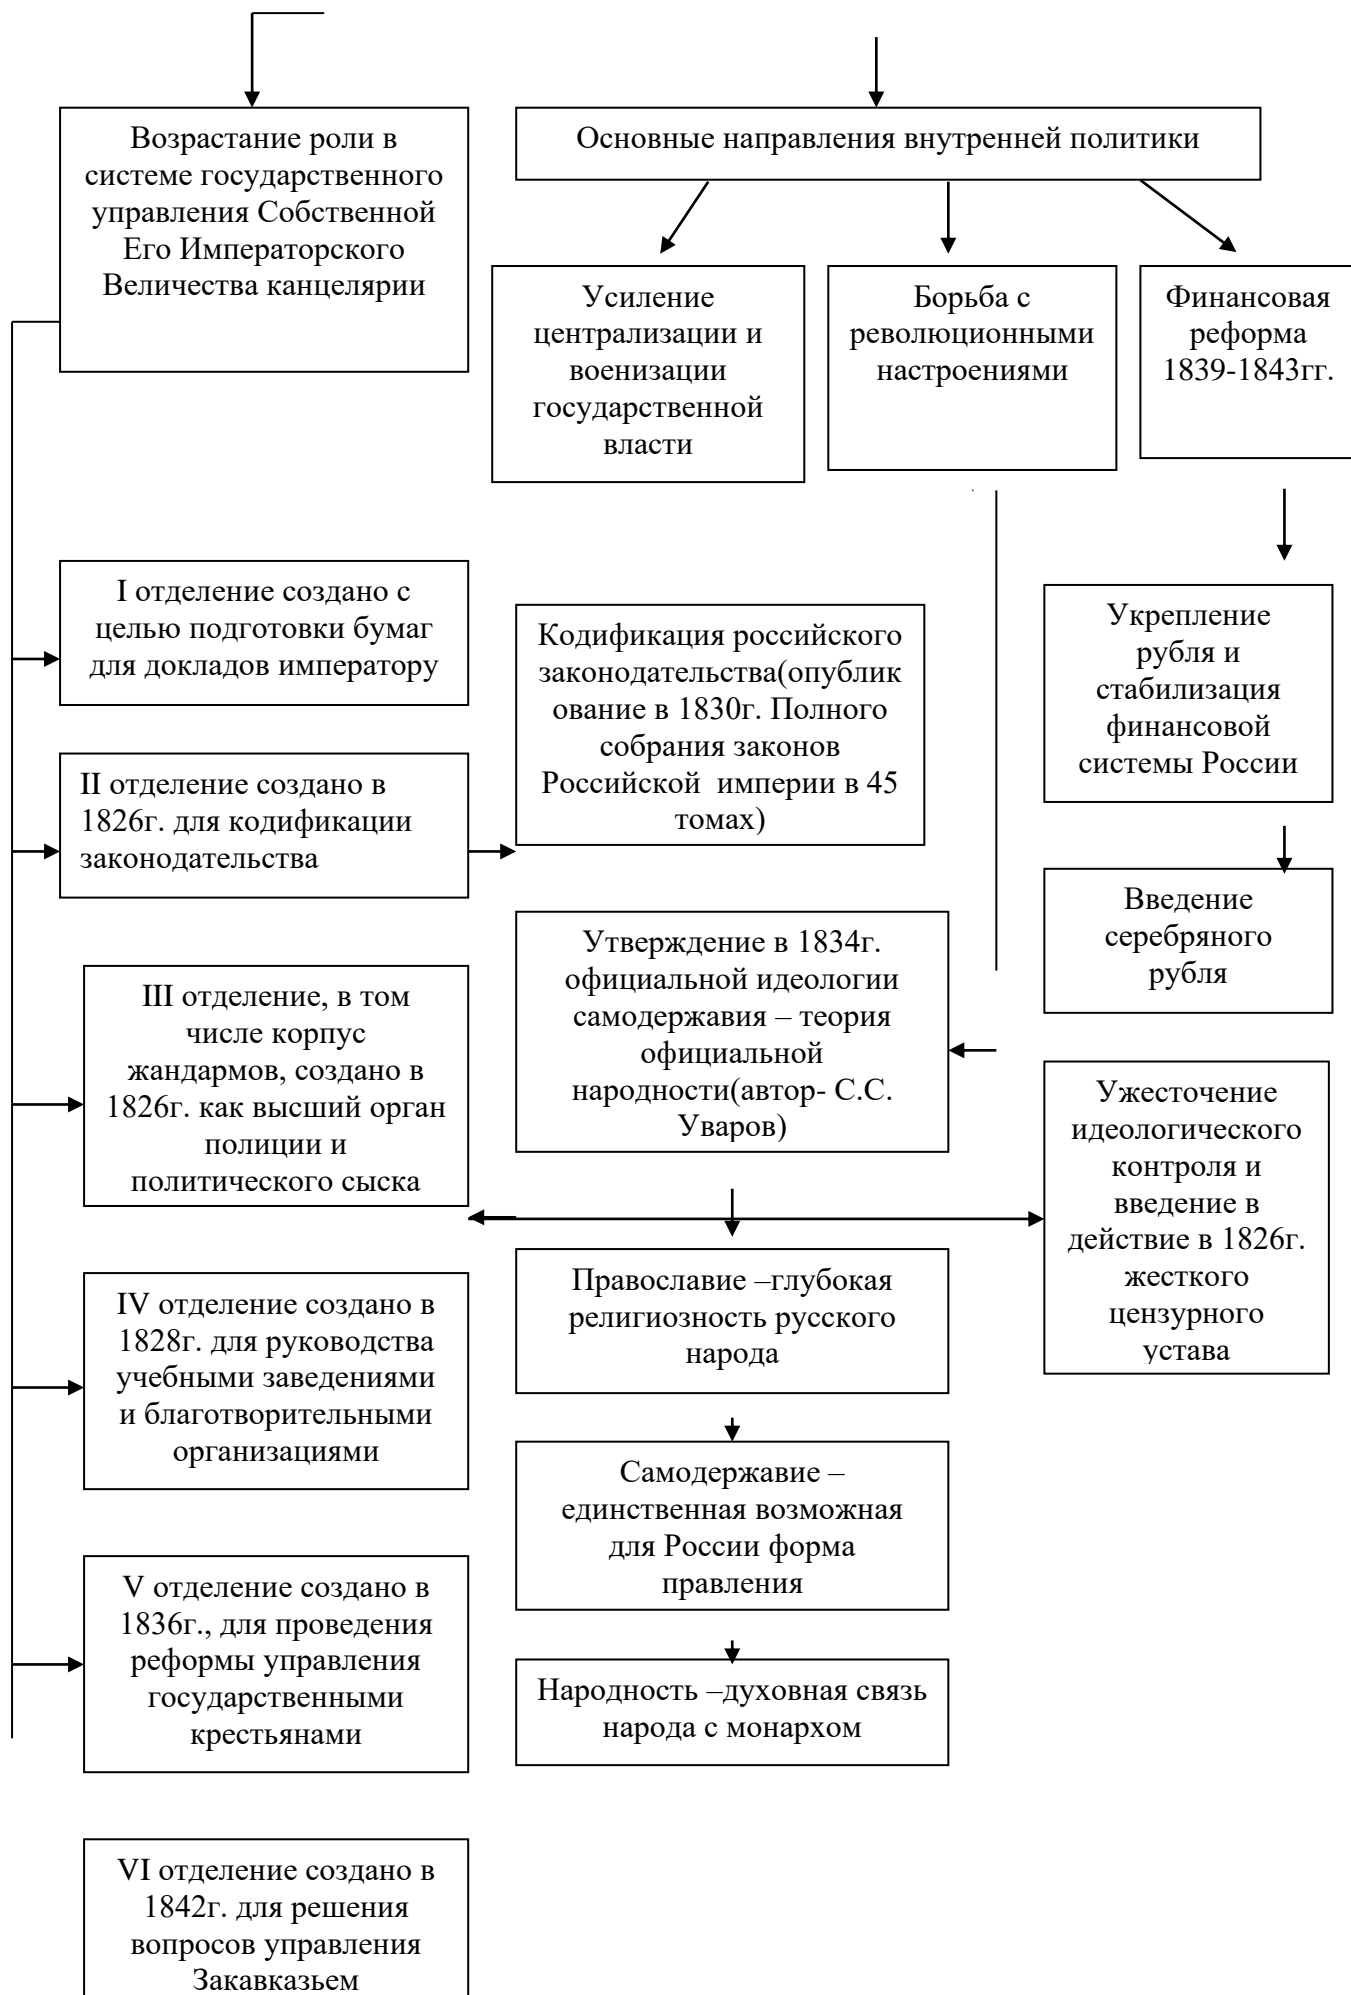 Возрастание роли в
системе государственного
управления Собственной
Его Императорского
Величества канцелярии
Основные направления внутренней политики
Усиление
централизации и
военизации
государственной
власти
Борьба с
революционными
настроениями
Финансовая
реформа
1839-1843гг.
I отделение создано с
целью подготовки бумаг
для докладов императору
Кодификация российского
законодательства(опублик
ование в 1830г. Полного
собрания законов
Российской империи в 45
томах)
Укрепление
рубля и
стабилизация
финансовой
системы России
II отделение создано в
1826г. для кодификации
законодательства
Введение
серебряного
рубля
Утверждение в 1834г.
официальной идеологии
самодержавия – теория
официальной
народности(автор- С.С.
Уваров)
III отделение, в том
числе корпус
жандармов, создано в
1826г. как высший орган
полиции и
политического сыска
Ужесточение
идеологического
контроля и
введение в
действие в 1826г.
жесткого
цензурного
устава
Православие –глубокая
религиозность русского
народа
IV отделение создано в
1828г. для руководства
учебными заведениями
и благотворительными
организациями
Самодержавие –
единственная возможная
для России форма
правления
V отделение создано в
1836г., для проведения
реформы управления
государственными
крестьянами
Народность –духовная связь
народа с монархом
VI отделение создано в
1842г. для решения
вопросов управления
Закавказьем